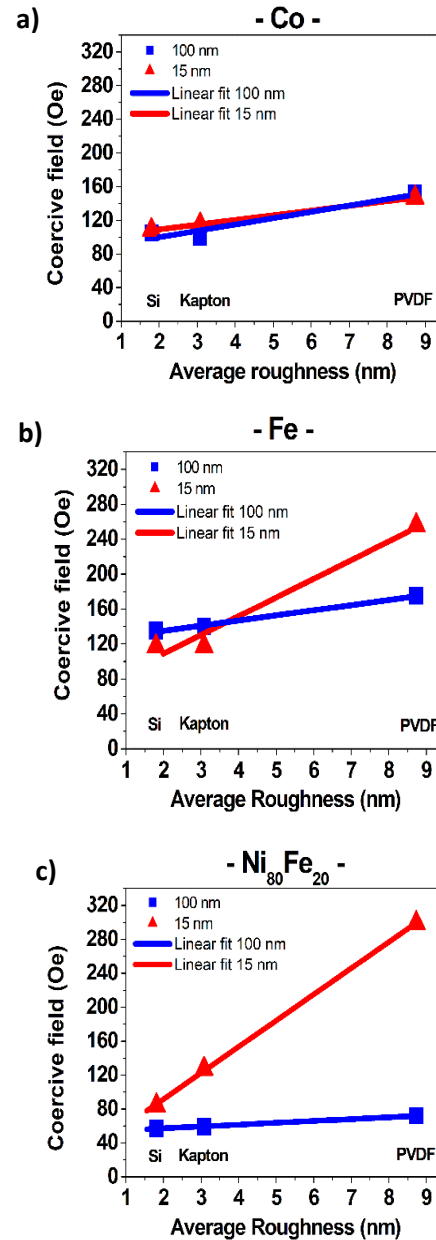 a)
- Co -
100 nm
15 nm
Linear fit 100 nm
Linear fit 15 nm
Coercive field (Oe)
320
280
240
200
160
120
80
40
0
Si Kapton PVDF
1 2 3 4 5 6 7 8 9
Average roughness (nm)
b)
- Fe -
100 nm
15 nm
Linear fit 100 nm
Linear fit 15 nm
Coercive field (Oe)
320
280
240
200
160
120
80
40
0
Si Kapton PVDF
1 2 3 4 5 6 7 8 9
Average Roughness (nm)
c)
- Ni80Fe20 -
100 nm
15 nm
Linear fit 100 nm
Linear fit 15 nm
Coercive field (Oe)
320
280
240
200
160
120
80
40
0
Si Kapton PVDF
1 2 3 4 5 6 7 8 9
Average Roughness (nm)